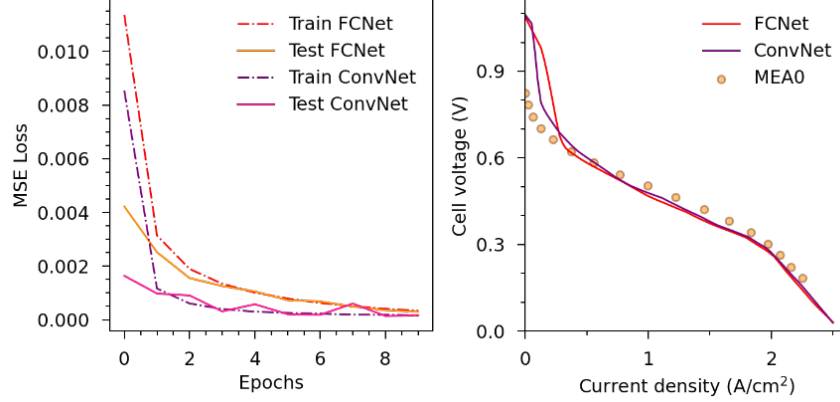 0.010
0.008
0.006
0.004
0.002
0.000
MSE Loss
0 2 4 6 8
Epochs
Train FCNet
Test FCNet
Train ConvNet
Test ConvNet
0.9
0.6
0.3
0.0
Cell voltage (V)
0 1 2
Current density (A/cm²)
FCNet
ConvNet
MEA0